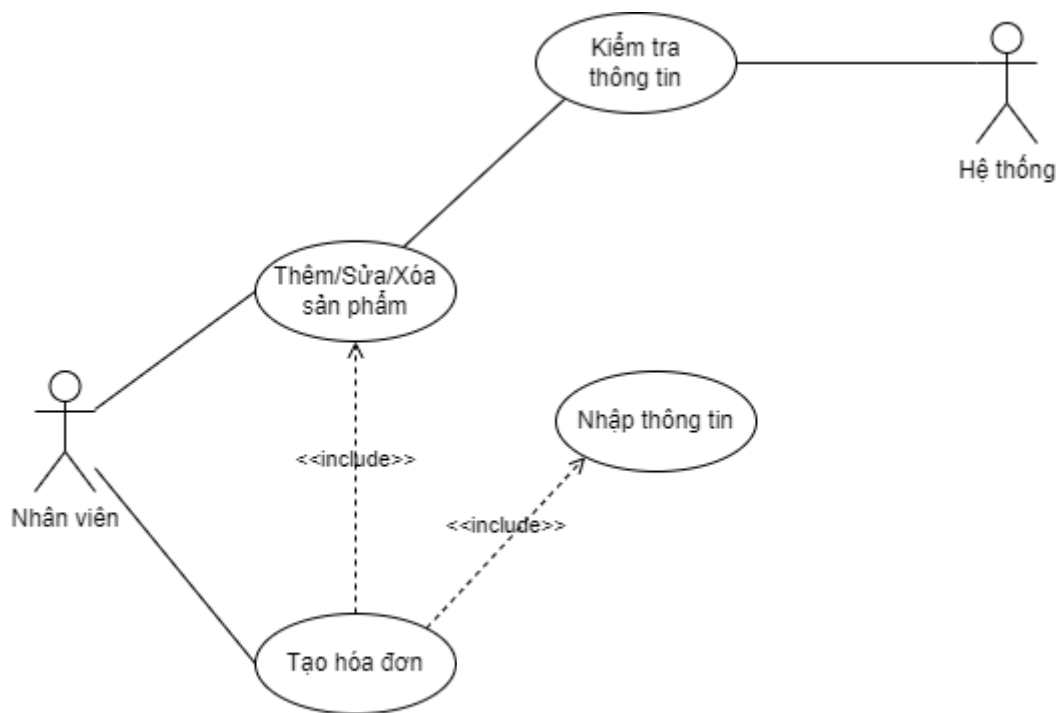 Kiểm tra
thông tin
Hệ thống
Thêm/Sửa/Xóa
sản phẩm
Nhập thông tin
<<include>>
Nhân viên
<<include>>
Tạo hóa đơn